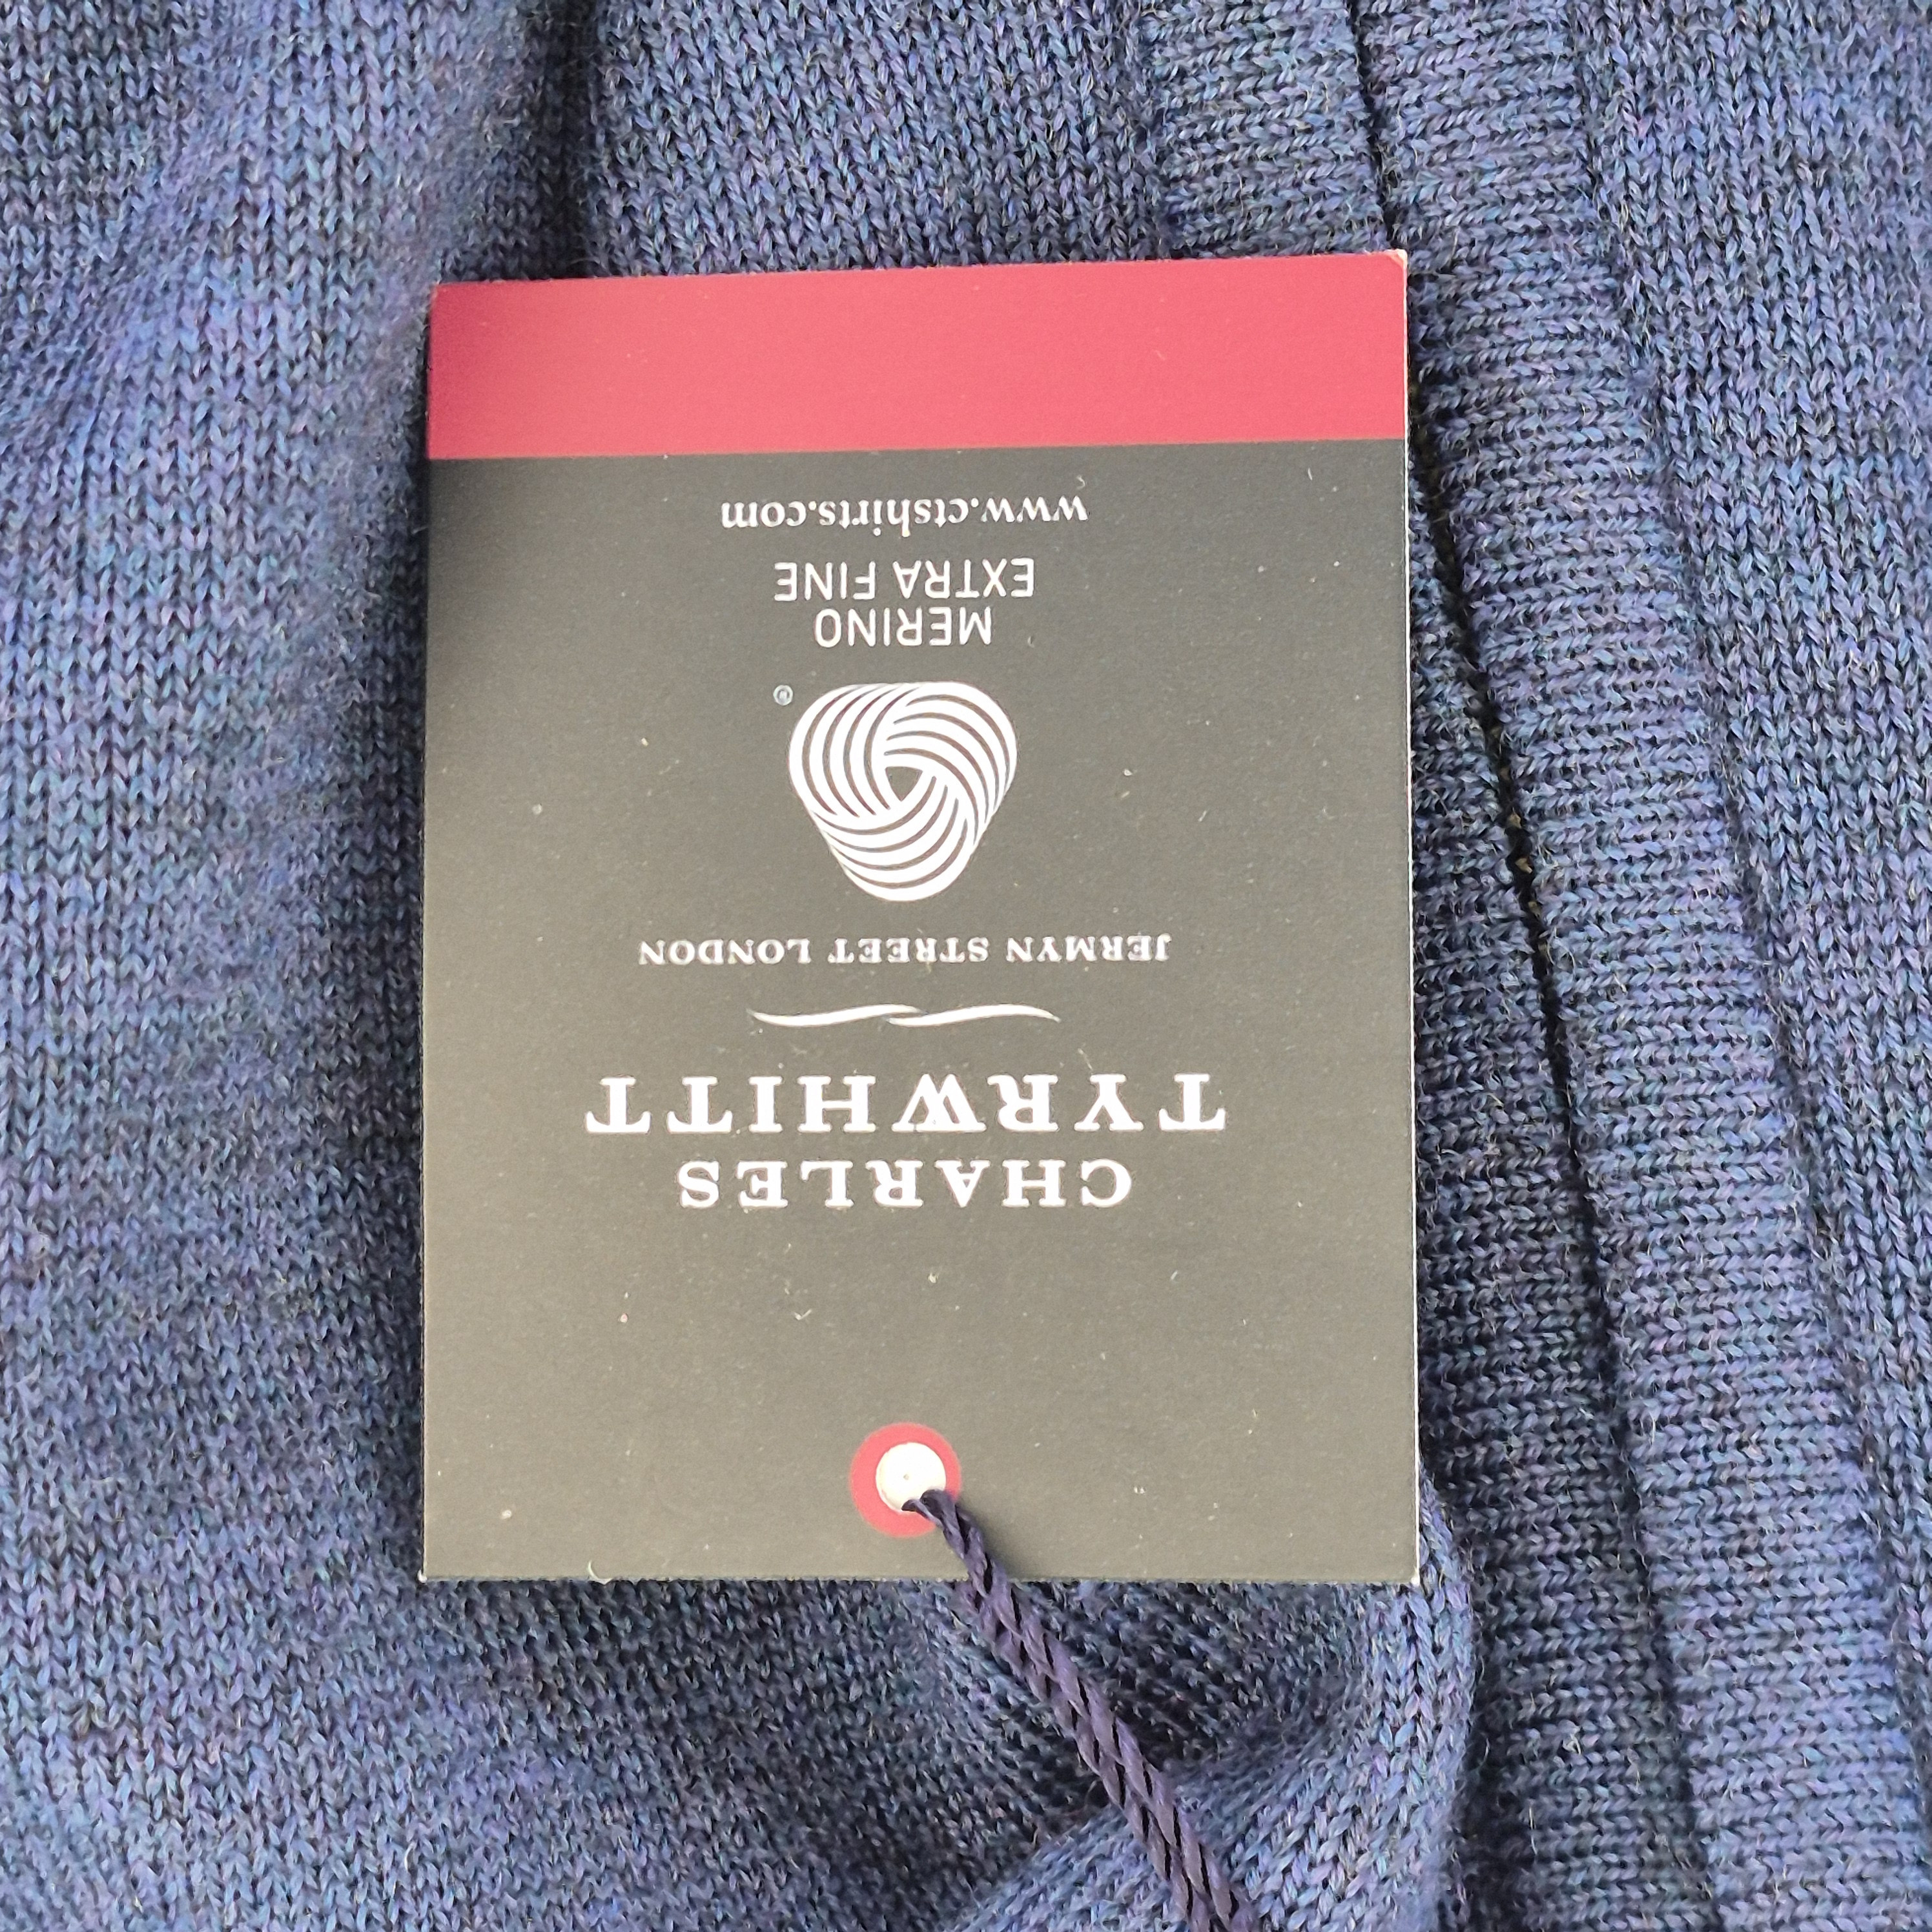 CHARLES
TYRWHITT
JERMYN STREET LONDON
®
MERINO
EXTRA FINE
www.ctshirts.com